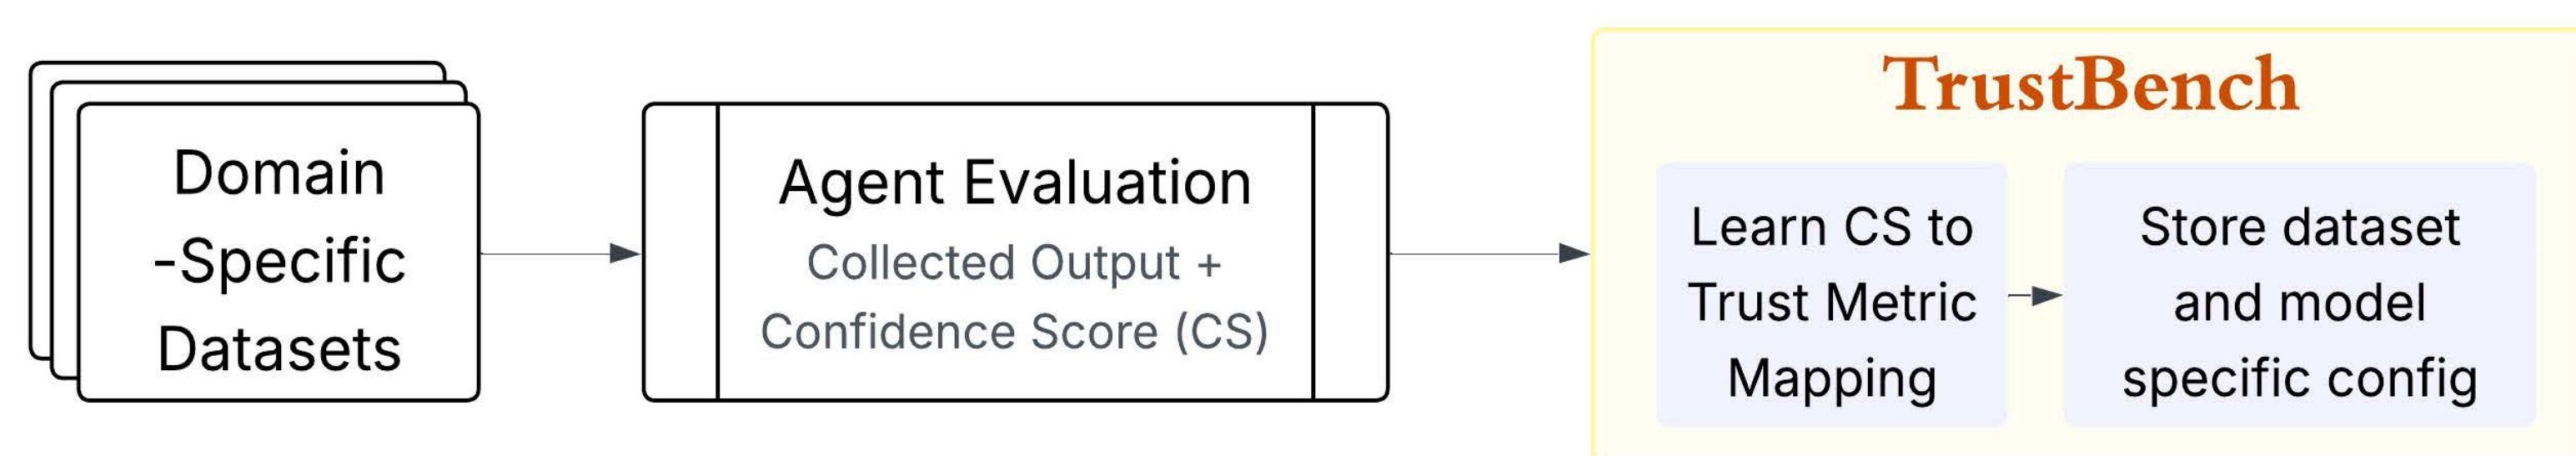 Domain
-Specific
Datasets
Agent Evaluation
Collected Output +
Confidence Score (CS)
TrustBench
Learn CS to
Trust Metric
Mapping
Store dataset
and model
specific config